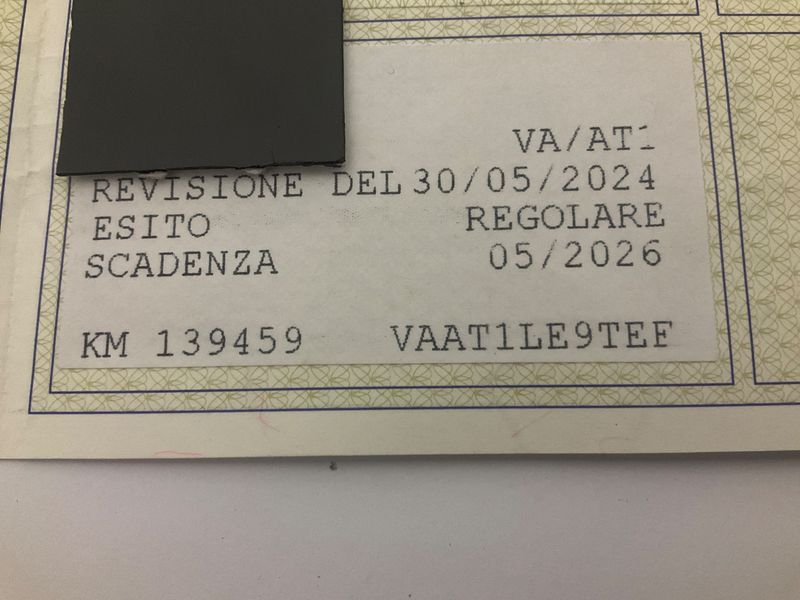 VA/AT1
REVISIONE DEL 30/05/2024
ESITO REGOLARE
SCADENZA 05/2026
KM 139459 VAAT1LE9TEF